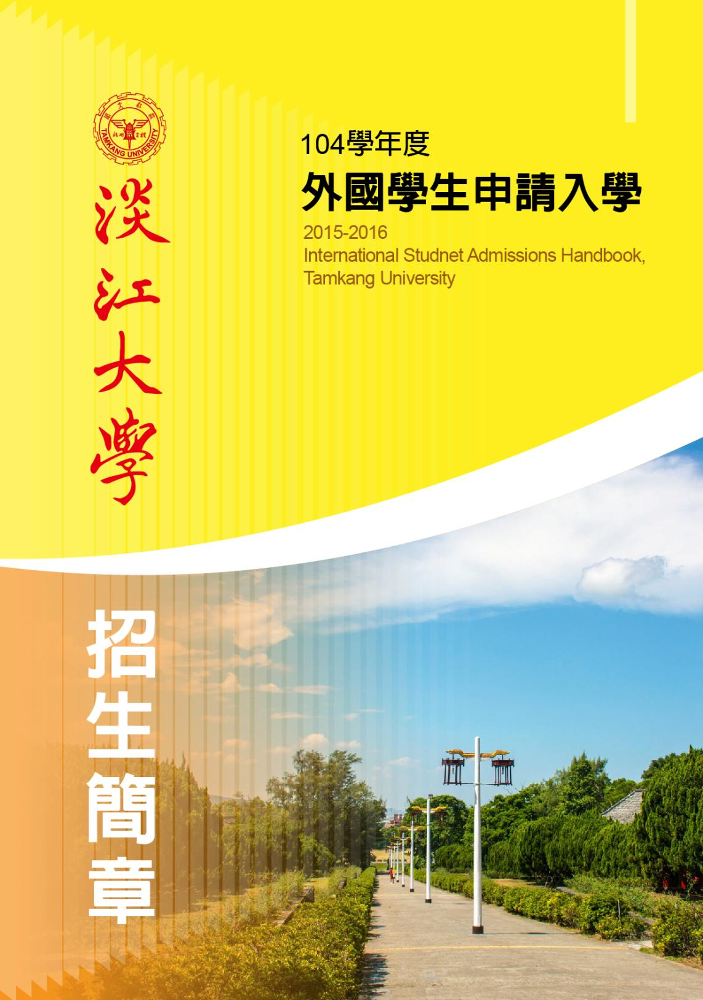 TAMKANG UNIVERSITY
淡江大學
104學年度
外國學生申請入學
2015-2016
International Studnet Admissions Handbook,
Tamkang University
招生簡章